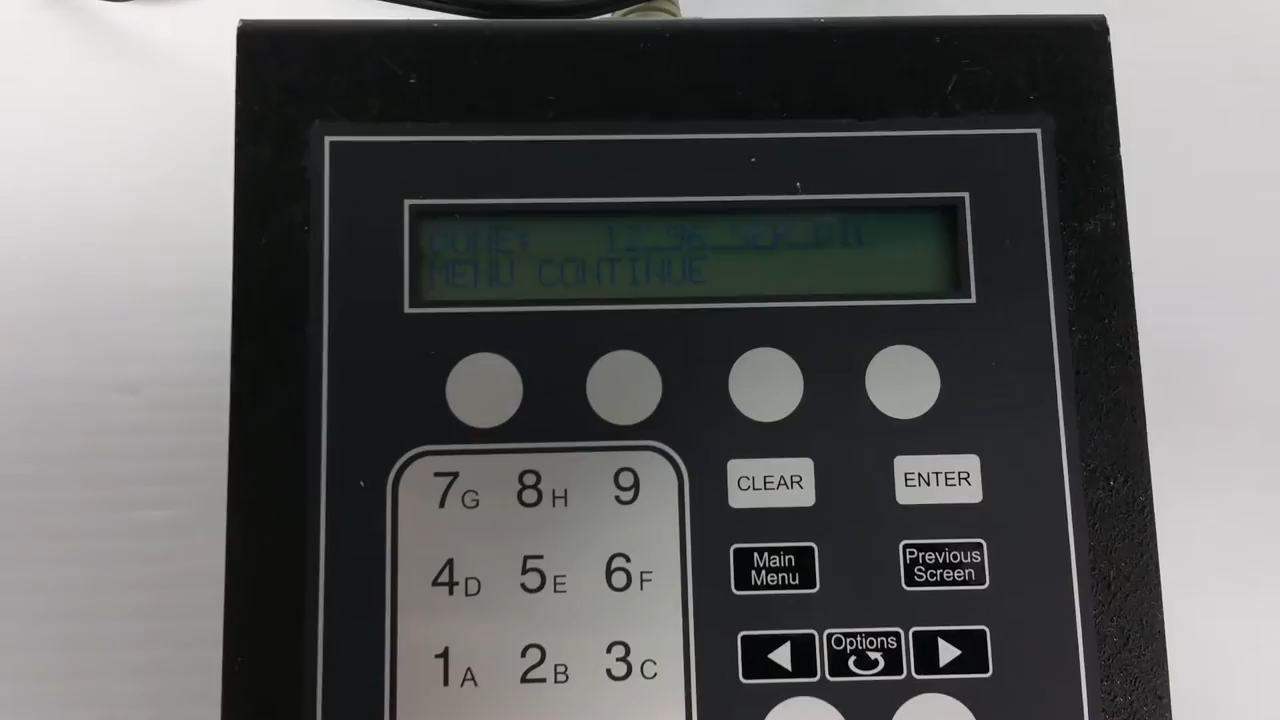 MENU CONTINUE
7G 8H 9
CLEAR
ENTER
4D 5E 6F
Main
Menu
Previous
Screen
1A 2B 3C
Options